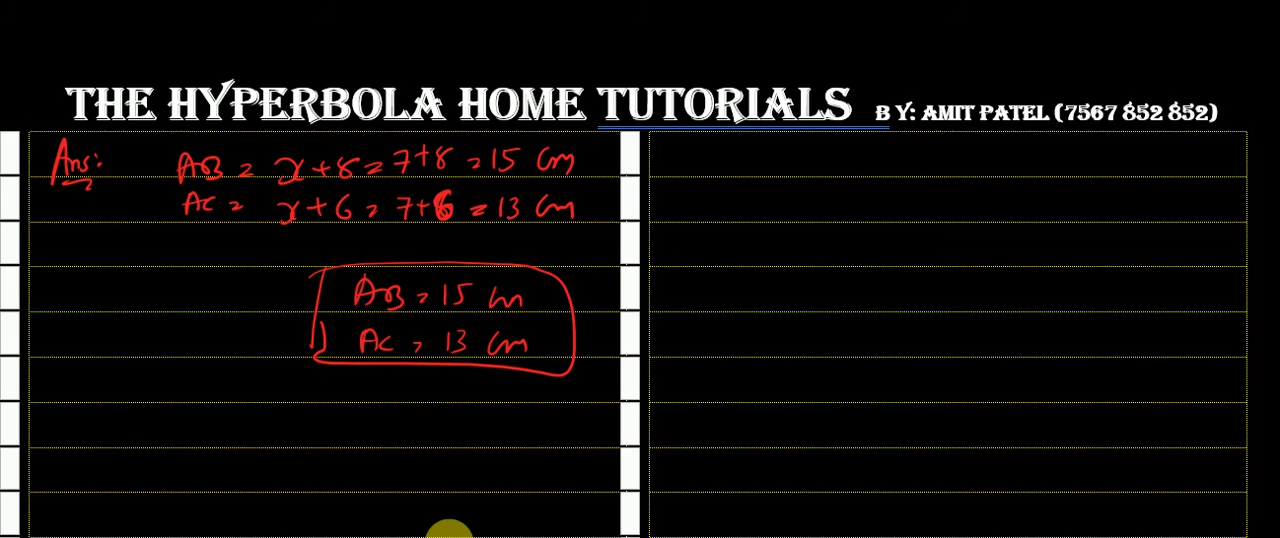 THE HYPERBOLA HOME TUTORIALS BY: AMIT PATEL (7567 852 852)
Ans: AB = x+8 = 7+8 = 15 cm
AC = x+6 = 7+6 = 13 cm
AB = 15 cm
AC = 13 cm